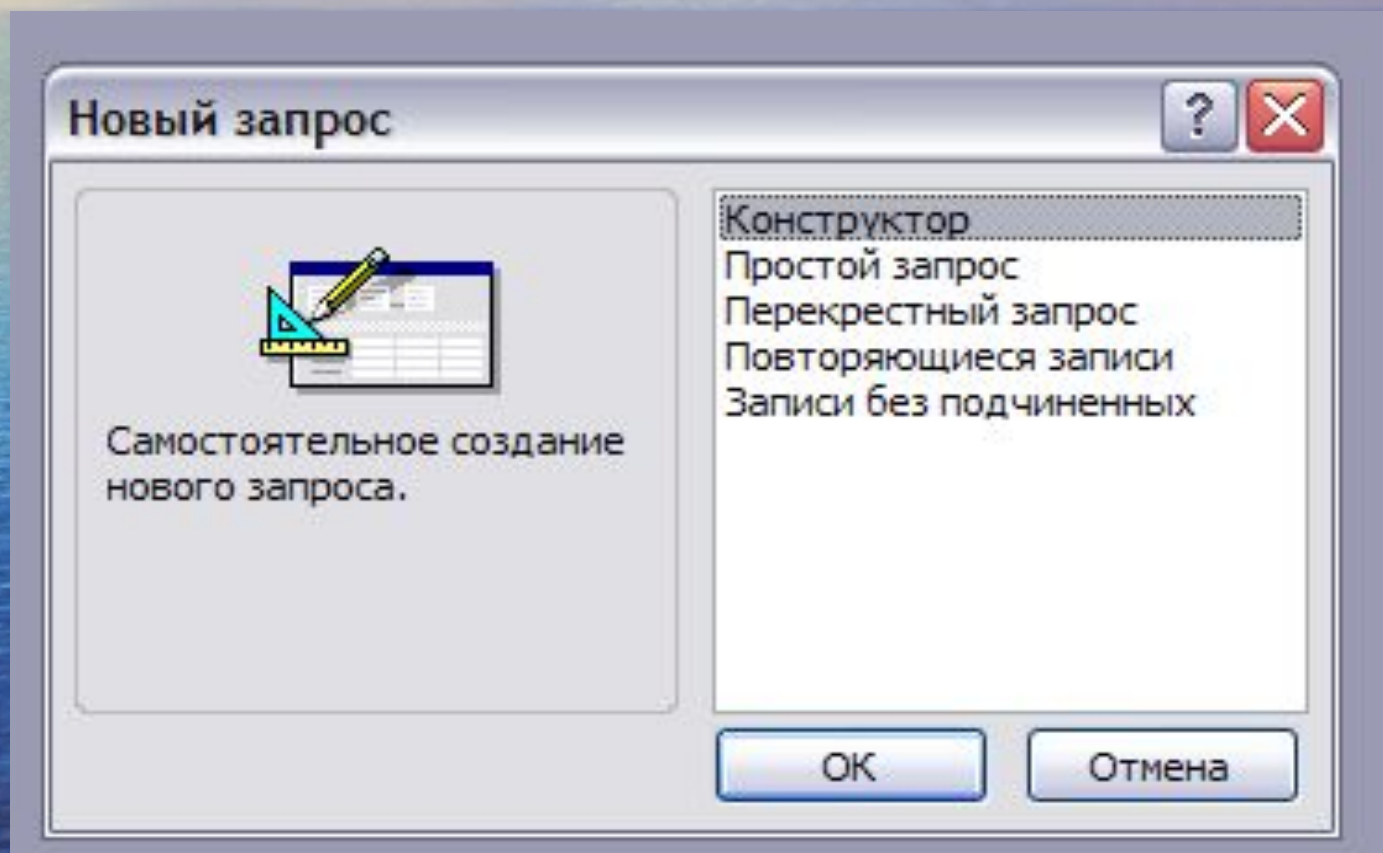 Новый запрос
?
Самостоятельное создание
нового запроса.
Конструктор
Простой запрос
Перекрестный запрос
Повторяющиеся записи
Записи без подчиненных
ОК
Отмена